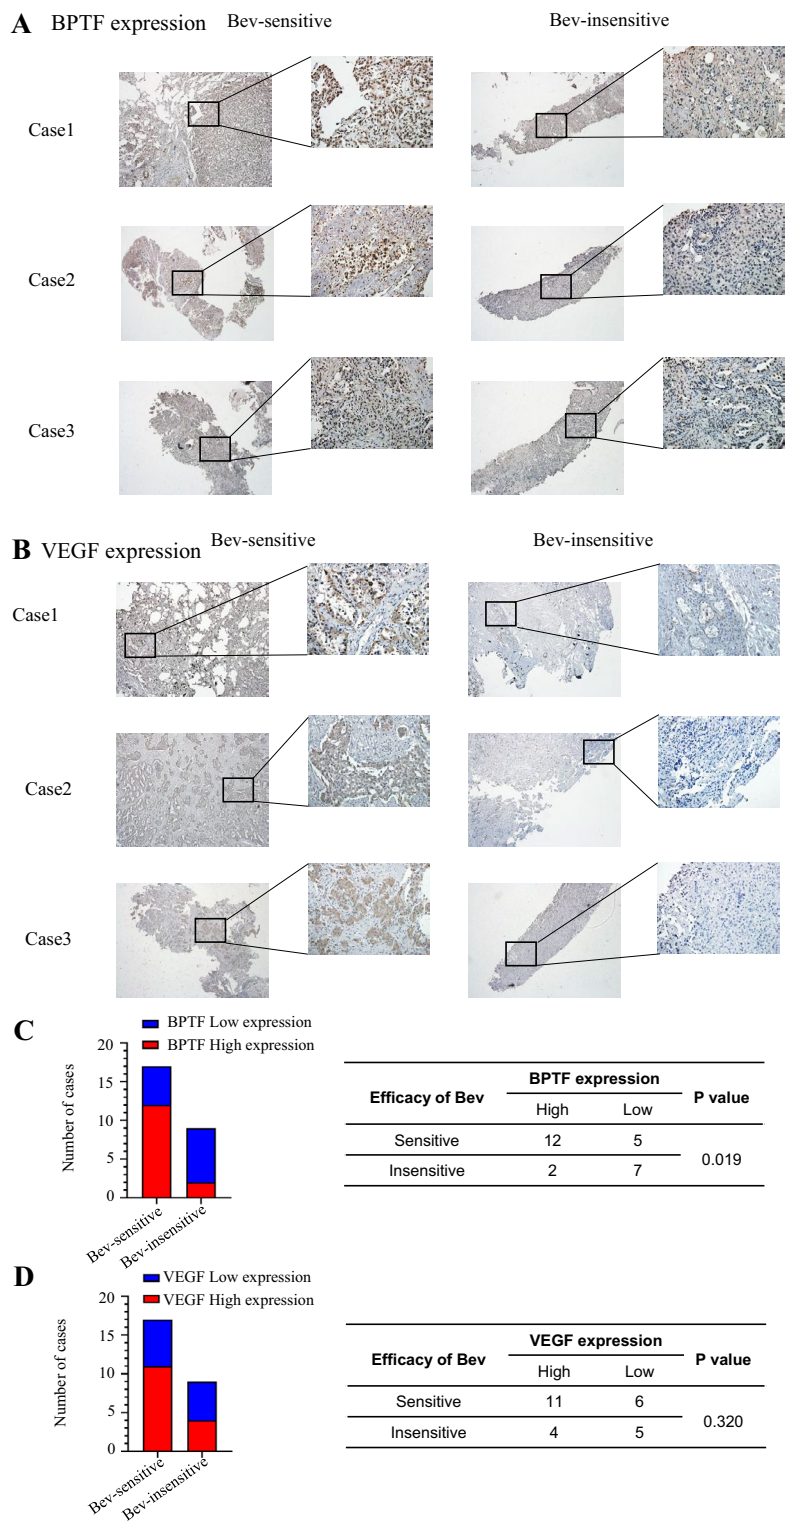 A BPTF expression Bev-sensitive Bev-insensitive
Case1
Case2
Case3
B VEGF expression Bev-sensitive Bev-insensitive
Case1
Case2
Case3
C
BPTF Low expression
BPTF High expression
Number of cases
20
15
10
5
0
Bev-sensitive
Bev-insensitive
Efficacy of Bev BPTF expression P value
High Low
Sensitive 12 5 0.019
Insensitive 2 7
D
VEGF Low expression
VEGF High expression
Number of cases
20
15
10
5
0
Bev-sensitive
Bev-insensitive
Efficacy of Bev VEGF expression P value
High Low
Sensitive 11 6 0.320
Insensitive 4 5